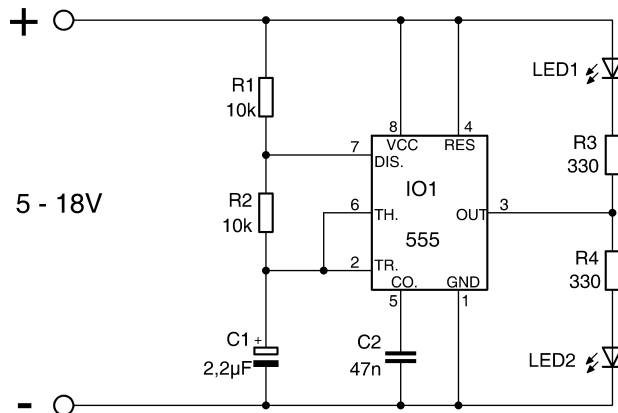 +
LED1
R1
10k
8
4
VCC
RES
R3
330
7
DIS.
IO1
5 - 18V
R2
10k
6
TH.
OUT
3
555
R4
330
2
TR.
CO.
GND
5
1
C1
+
2,2µF
C2
47n
LED2
-